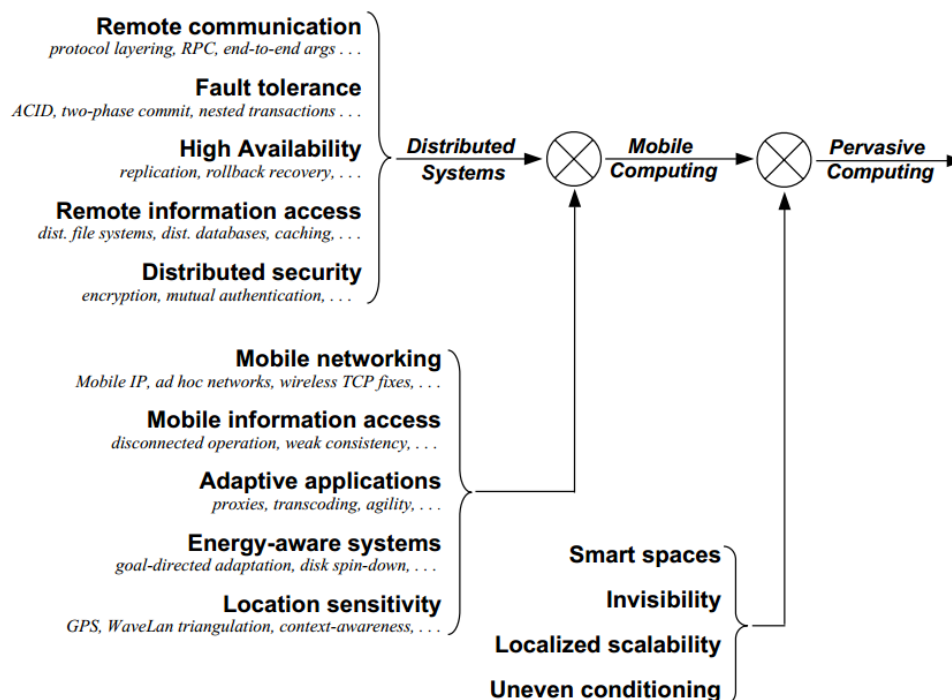 Remote communication
protocol layering, RPC, end-to-end args . . .
Fault tolerance
ACID, two-phase commit, nested transactions . . .
High Availability
replication, rollback recovery, . . .
Remote information access
dist. file systems, dist. databases, caching, . . .
Distributed security
encryption, mutual authentication, . . .
Distributed
Systems
Mobile
Computing
Pervasive
Computing
Mobile networking
Mobile IP, ad hoc networks, wireless TCP fixes, . . .
Mobile information access
disconnected operation, weak consistency, . . .
Adaptive applications
proxies, transcoding, agility, . . .
Energy-aware systems
goal-directed adaptation, disk spin-down, . . .
Location sensitivity
GPS, WaveLan triangulation, context-awareness, . . .
Smart spaces
Invisibility
Localized scalability
Uneven conditioning